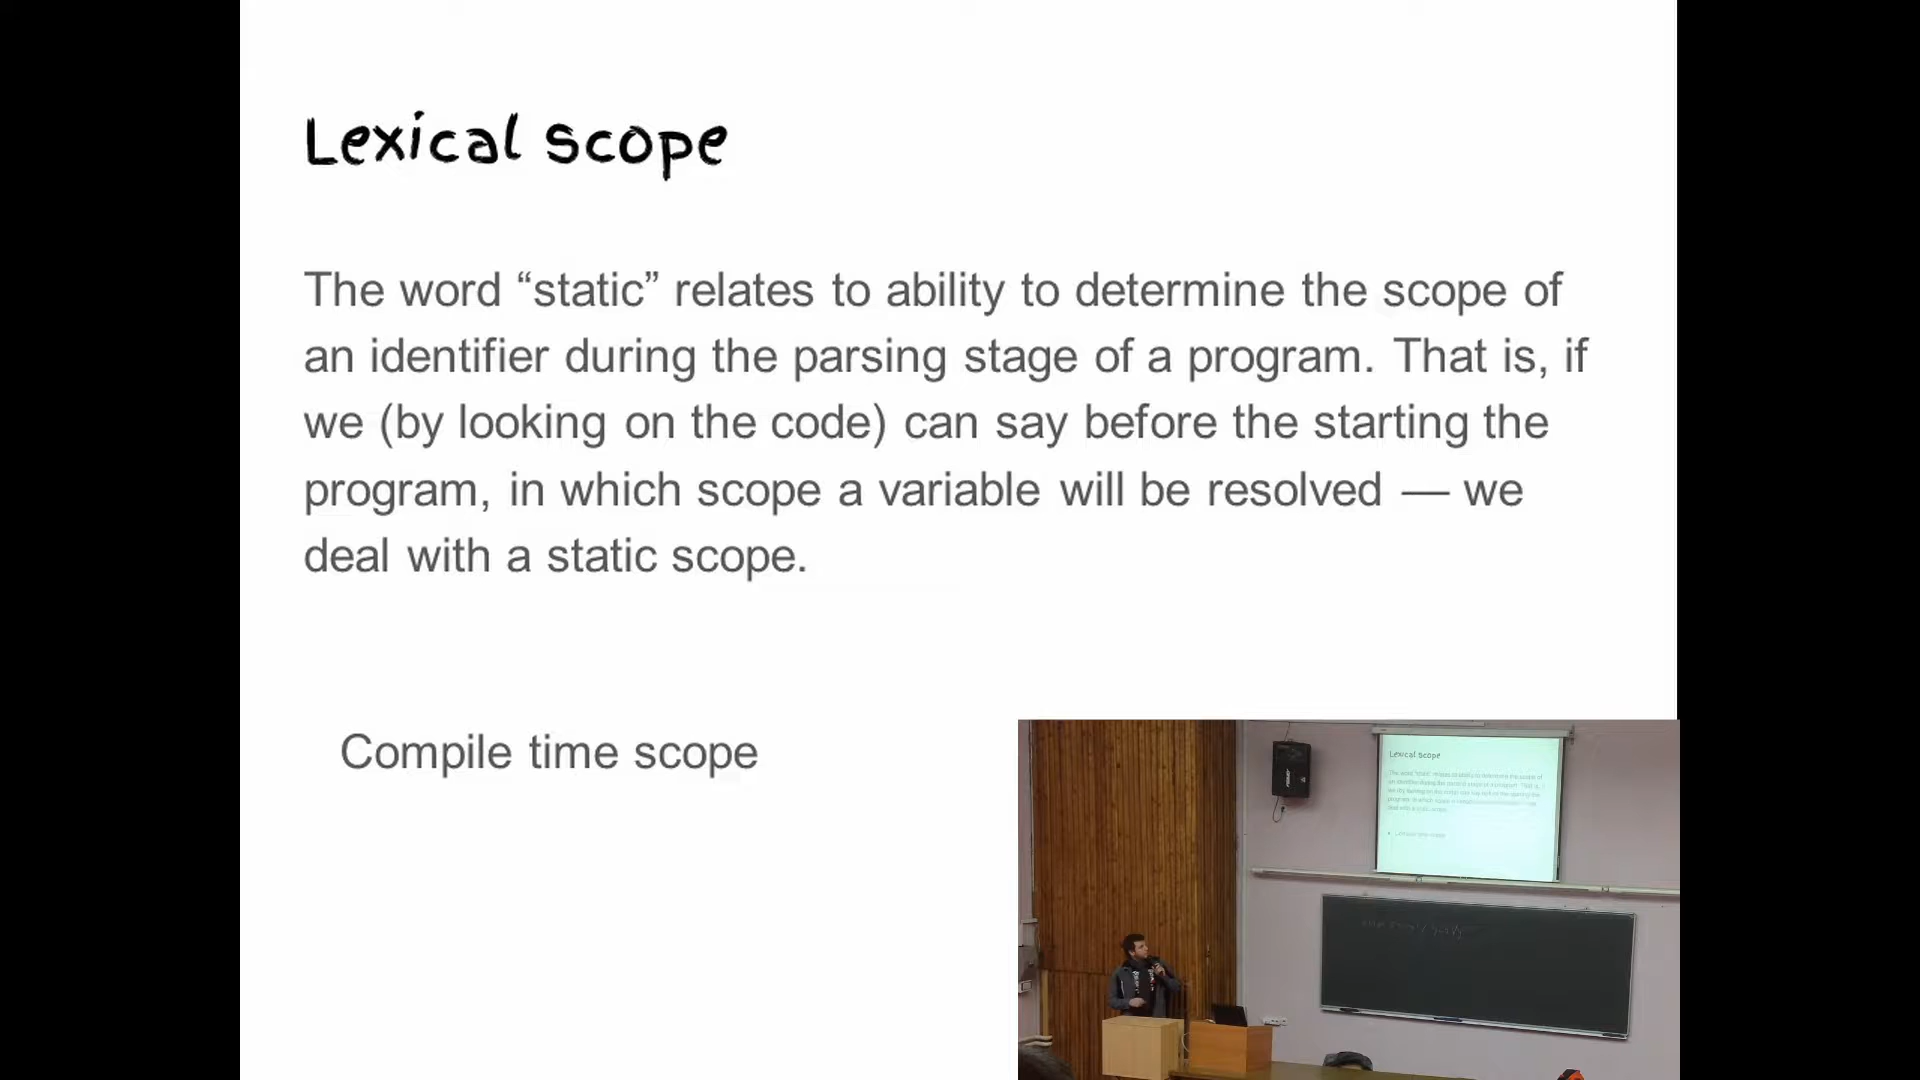 Lexical scope
The word “static” relates to ability to determine the scope of
an identifier during the parsing stage of a program. That is, if
we (by looking on the code) can say before the starting the
program, in which scope a variable will be resolved — we
deal with a static scope.
Compile time scope
Lexical scope